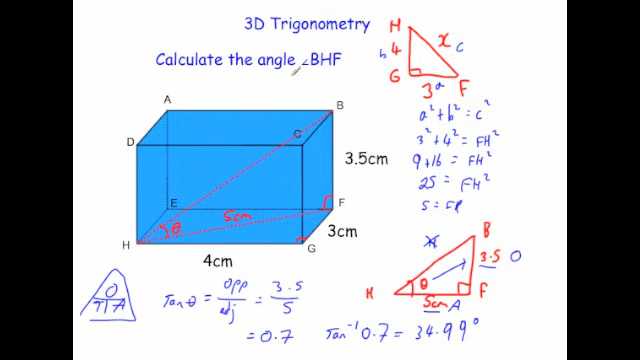 3D Trigonometry
Calculate the angle ∠BHF
H
b 4 x c
G 3 a F
a² + b² = c²
3² + 4² = FH²
9 + 16 = FH²
25 = FH²
5 = FH
A
B
D
C
3.5cm
E
F
5cm
θ
3cm
H
G
4cm
B
x
3.5 O
H θ
5cm A F
O
T A
Tanθ = opp/adj = 3.5/5
= 0.7
Tan⁻¹ 0.7 = 34.99°